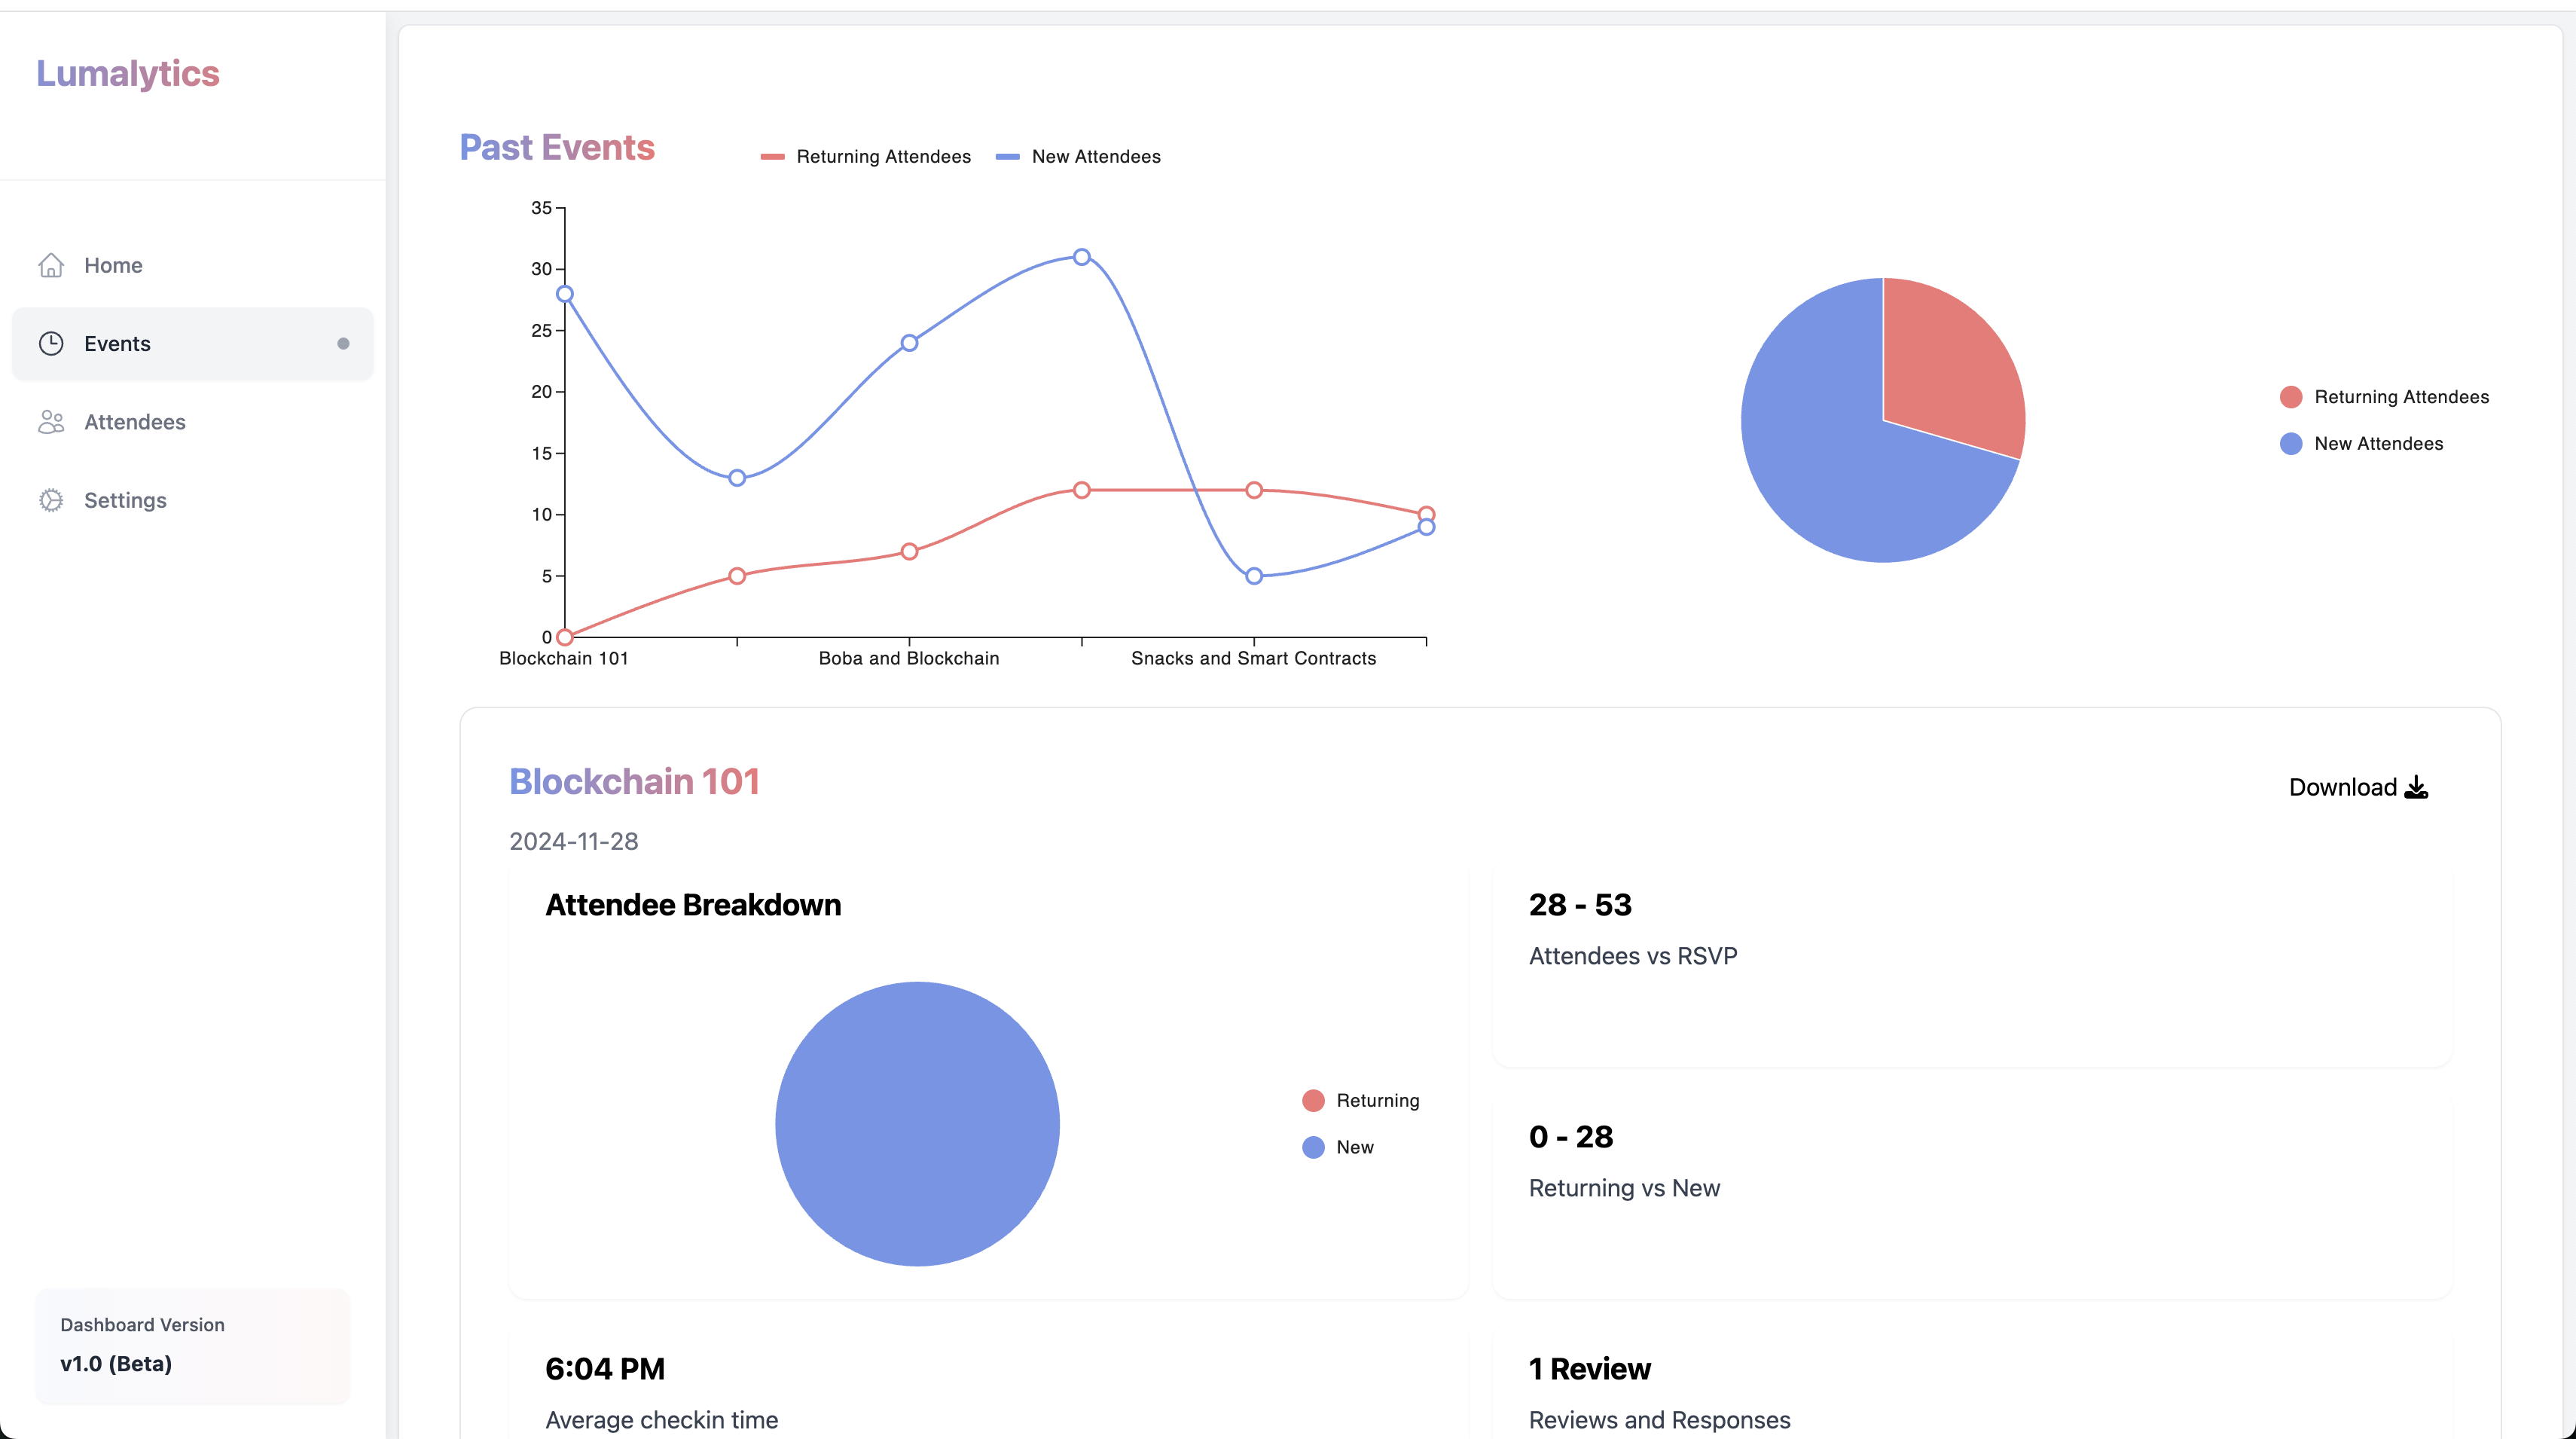 Lumalytics
Home
Events
Attendees
Settings
Dashboard Version
v1.0 (Beta)
Past Events
Returning Attendees
New Attendees
35
30
25
20
15
10
5
0
Blockchain 101
Boba and Blockchain
Snacks and Smart Contracts
Returning Attendees
New Attendees
Blockchain 101
Download
2024-11-28
Attendee Breakdown
Returning
New
28 - 53
Attendees vs RSVP
0 - 28
Returning vs New
6:04 PM
Average checkin time
1 Review
Reviews and Responses